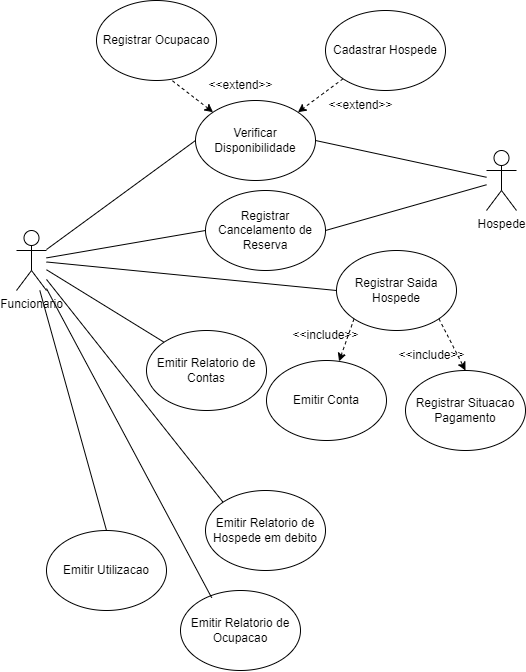 Registrar Ocupacao
Cadastrar Hospede
<<extend>>
<<extend>>
Verificar
Disponibilidade
Registrar
Cancelamento de
Reserva
Hospede
Funcionario
Registrar Saida
Hospede
<<include>>
<<include>>
Emitir Relatorio de
Contas
Emitir Conta
Registrar Situacao
Pagamento
Emitir Relatorio de
Hospede em debito
Emitir Utilizacao
Emitir Relatorio de
Ocupacao